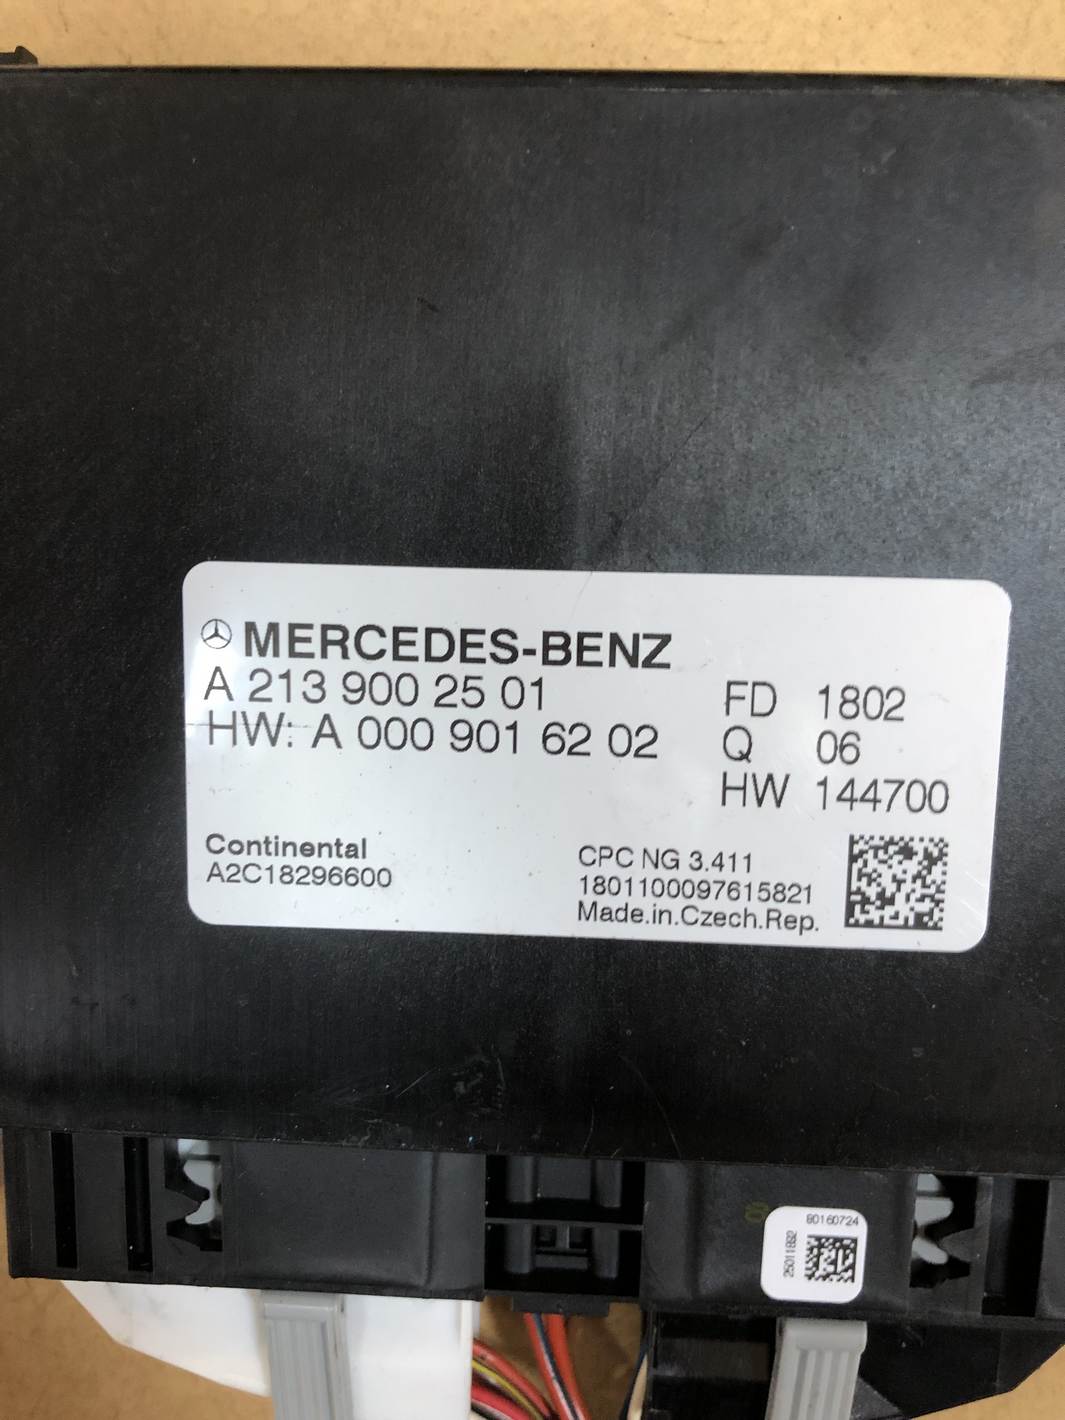 MERCEDES-BENZ
A 213 900 25 01
HW: A 000 901 62 02
FD 1802
Q 06
HW 144700
Continental
A2C18296600
CPC NG 3.411
1801100097615821
Made.in.Czech.Rep.
80160724